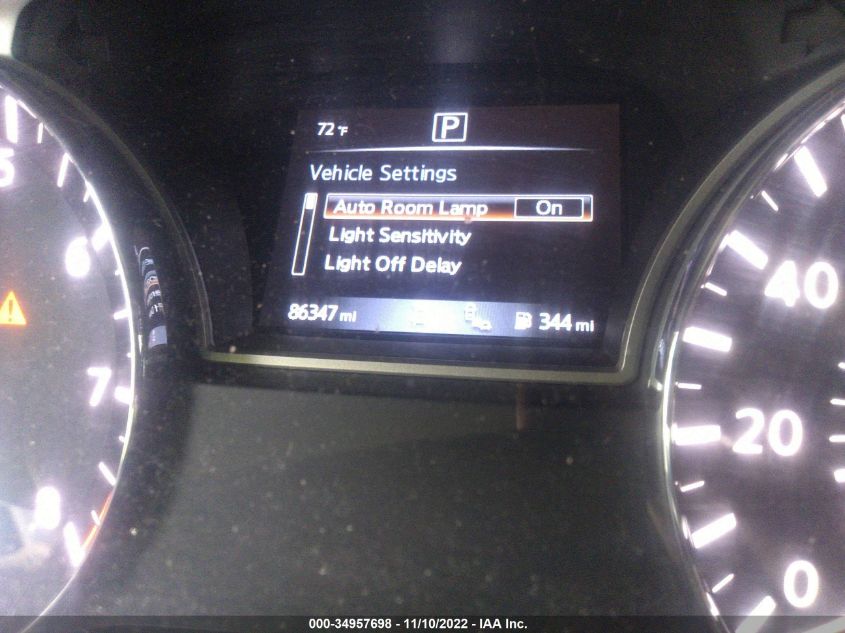 72 °F
P
Vehicle Settings
Auto Room Lamp On
Light Sensitivity
Light Off Delay
86347 mi 344 mi
5
6
7
8
40
20
0
000-34957698 - 11/10/2022 - IAA Inc.